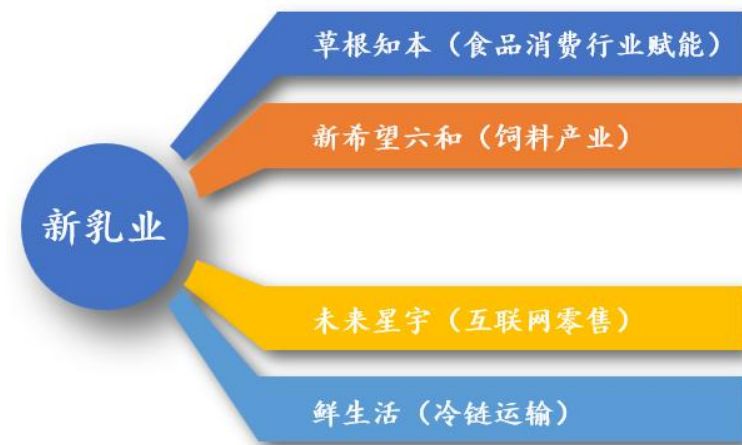 草根知本（食品消费行业赋能）
新希望六和（饲料产业）
新乳业
未来星宇（互联网零售）
鲜生活（冷链运输）